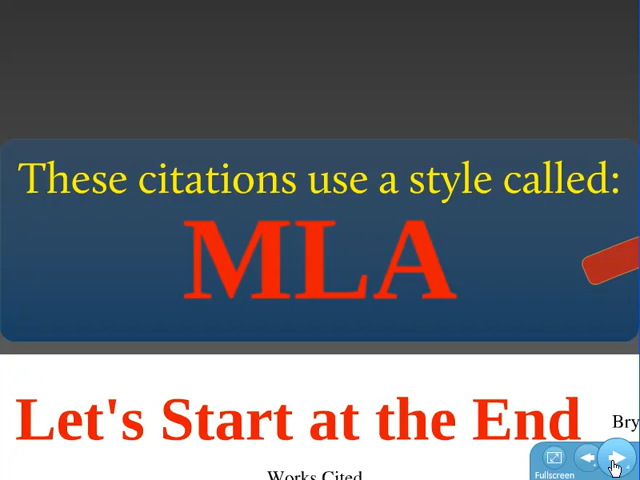 These citations use a style called:
MLA
Let's Start at the End
Bry
Works Cited
Fullscreen